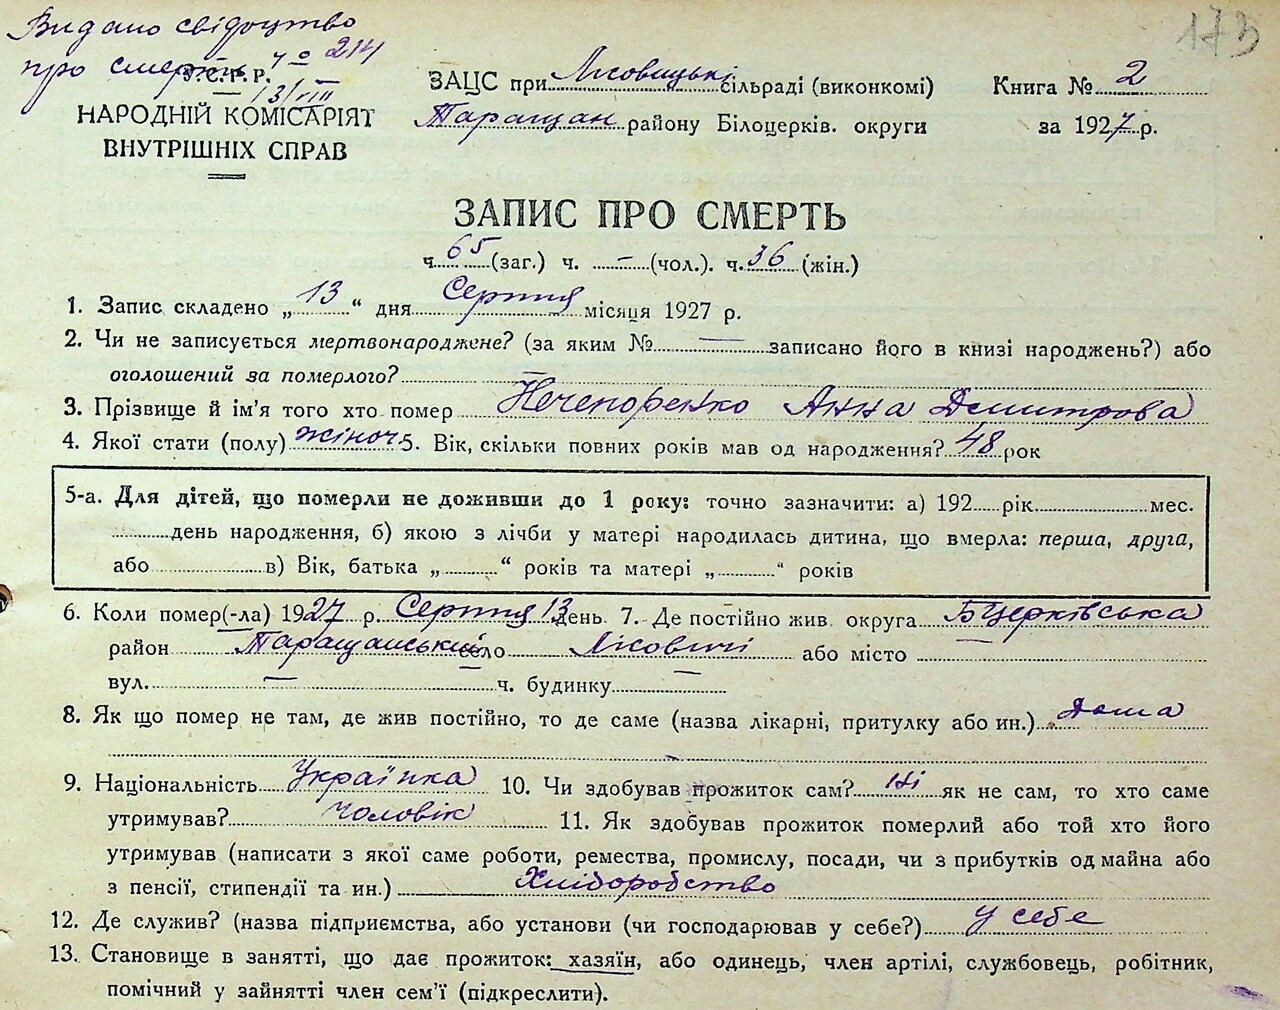 173
Видано свідоцтво
про смерть Ч° 214
13/VIII
У.С.Р.Р.
НАРОДНІЙ КОМІСАРІЯТ
ВНУТРІШНІХ СПРАВ
ЗАЦС при Лісовицькі сільраді (виконкомі)
Таращан району Білоцерків. округи
Книга № 2
за 1927 р.
ЗАПИС ПРО СМЕРТЬ
ч. 65 (заг.) ч. – (чол.). ч. 36 (жін.)
1. Запис складено „ 13 “ дня Серпня місяця 1927 р.
2. Чи не записується мертвонароджене? (за яким № — записано його в книзі народжень?) або
оголошений за померлого? —
3. Прізвище й ім'я того хто помер Нечепоренко Анна Дмитрова
4. Якої стати (полу) жіноч 5. Вік, скільки повних років мав од народження? 48 рок
5-а. Для дітей, що померли не доживши до 1 року: точно зазначити: а) 192 рік мес.
день народження, б) якою з лічби у матері народилась дитина, що вмерла: перша, друга,
або в) Вік, батька „ “ років та матері „ “ років
6. Коли помер(-ла) 1927 р. Серпня 13 день 7. Де постійно жив округа Б Церківська
район Таращанський село Лісовичі або місто —
вул. — ч. будинку —
8. Як що помер не там, де жив постійно, то де саме (назва лікарні, притулку або ин.) Дома
9. Національність Українка 10. Чи здобував прожиток сам? Ні як не сам, то хто саме
утримував? Чоловік 11. Як здобував прожиток померлий або той хто його
утримував (написати з якої саме роботи, ремества, промислу, посади, чи з прибутків од майна або
з пенсії, стипендії та ин.) Хліборобство
12. Де служив? (назва підприємства, або установи (чи господарював у себе?) у себе
13. Становище в занятті, що дає прожиток: хазяїн, або одинець, член артілі, службовець, робітник,
помічний у зайнятті член сем'ї (підкреслити).